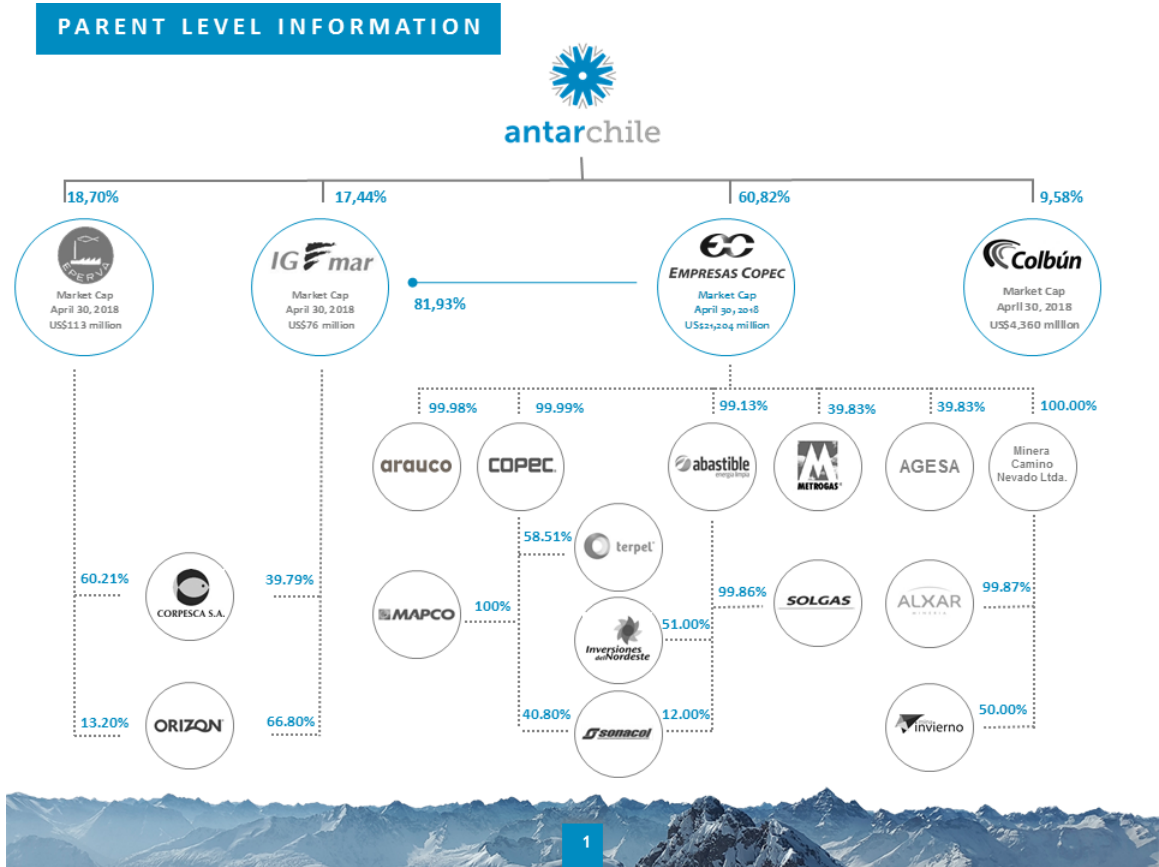 PARENT LEVEL INFORMATION
antarchile
18,70%
17,44%
60,82%
9,58%
EPERVA
Market Cap
April 30, 2018
US$113 million
IG mar
Market Cap
April 30, 2018
US$76 million
81,93%
EC
EMPRESAS COPEC
Market Cap
April 30, 2018
US$21,204 million
Colbún
Market Cap
April 30, 2018
US$4,360 million
99.98%
99.99%
99.13%
39.83%
39.83%
100.00%
arauco
COPEC
abastible
energía limpia
METROGAS
AGESA
Minera
Camino
Nevado Ltda.
58.51%
terpel
60.21%
CORPESCA S.A.
39.79%
MAPCO
100%
99.86%
SOLGAS
ALXAR
MINERIA
99.87%
51.00%
Inversiones
del Nordeste
13.20%
ORIZON
66.80%
40.80%
sonacol
12.00%
invierno
50.00%
1